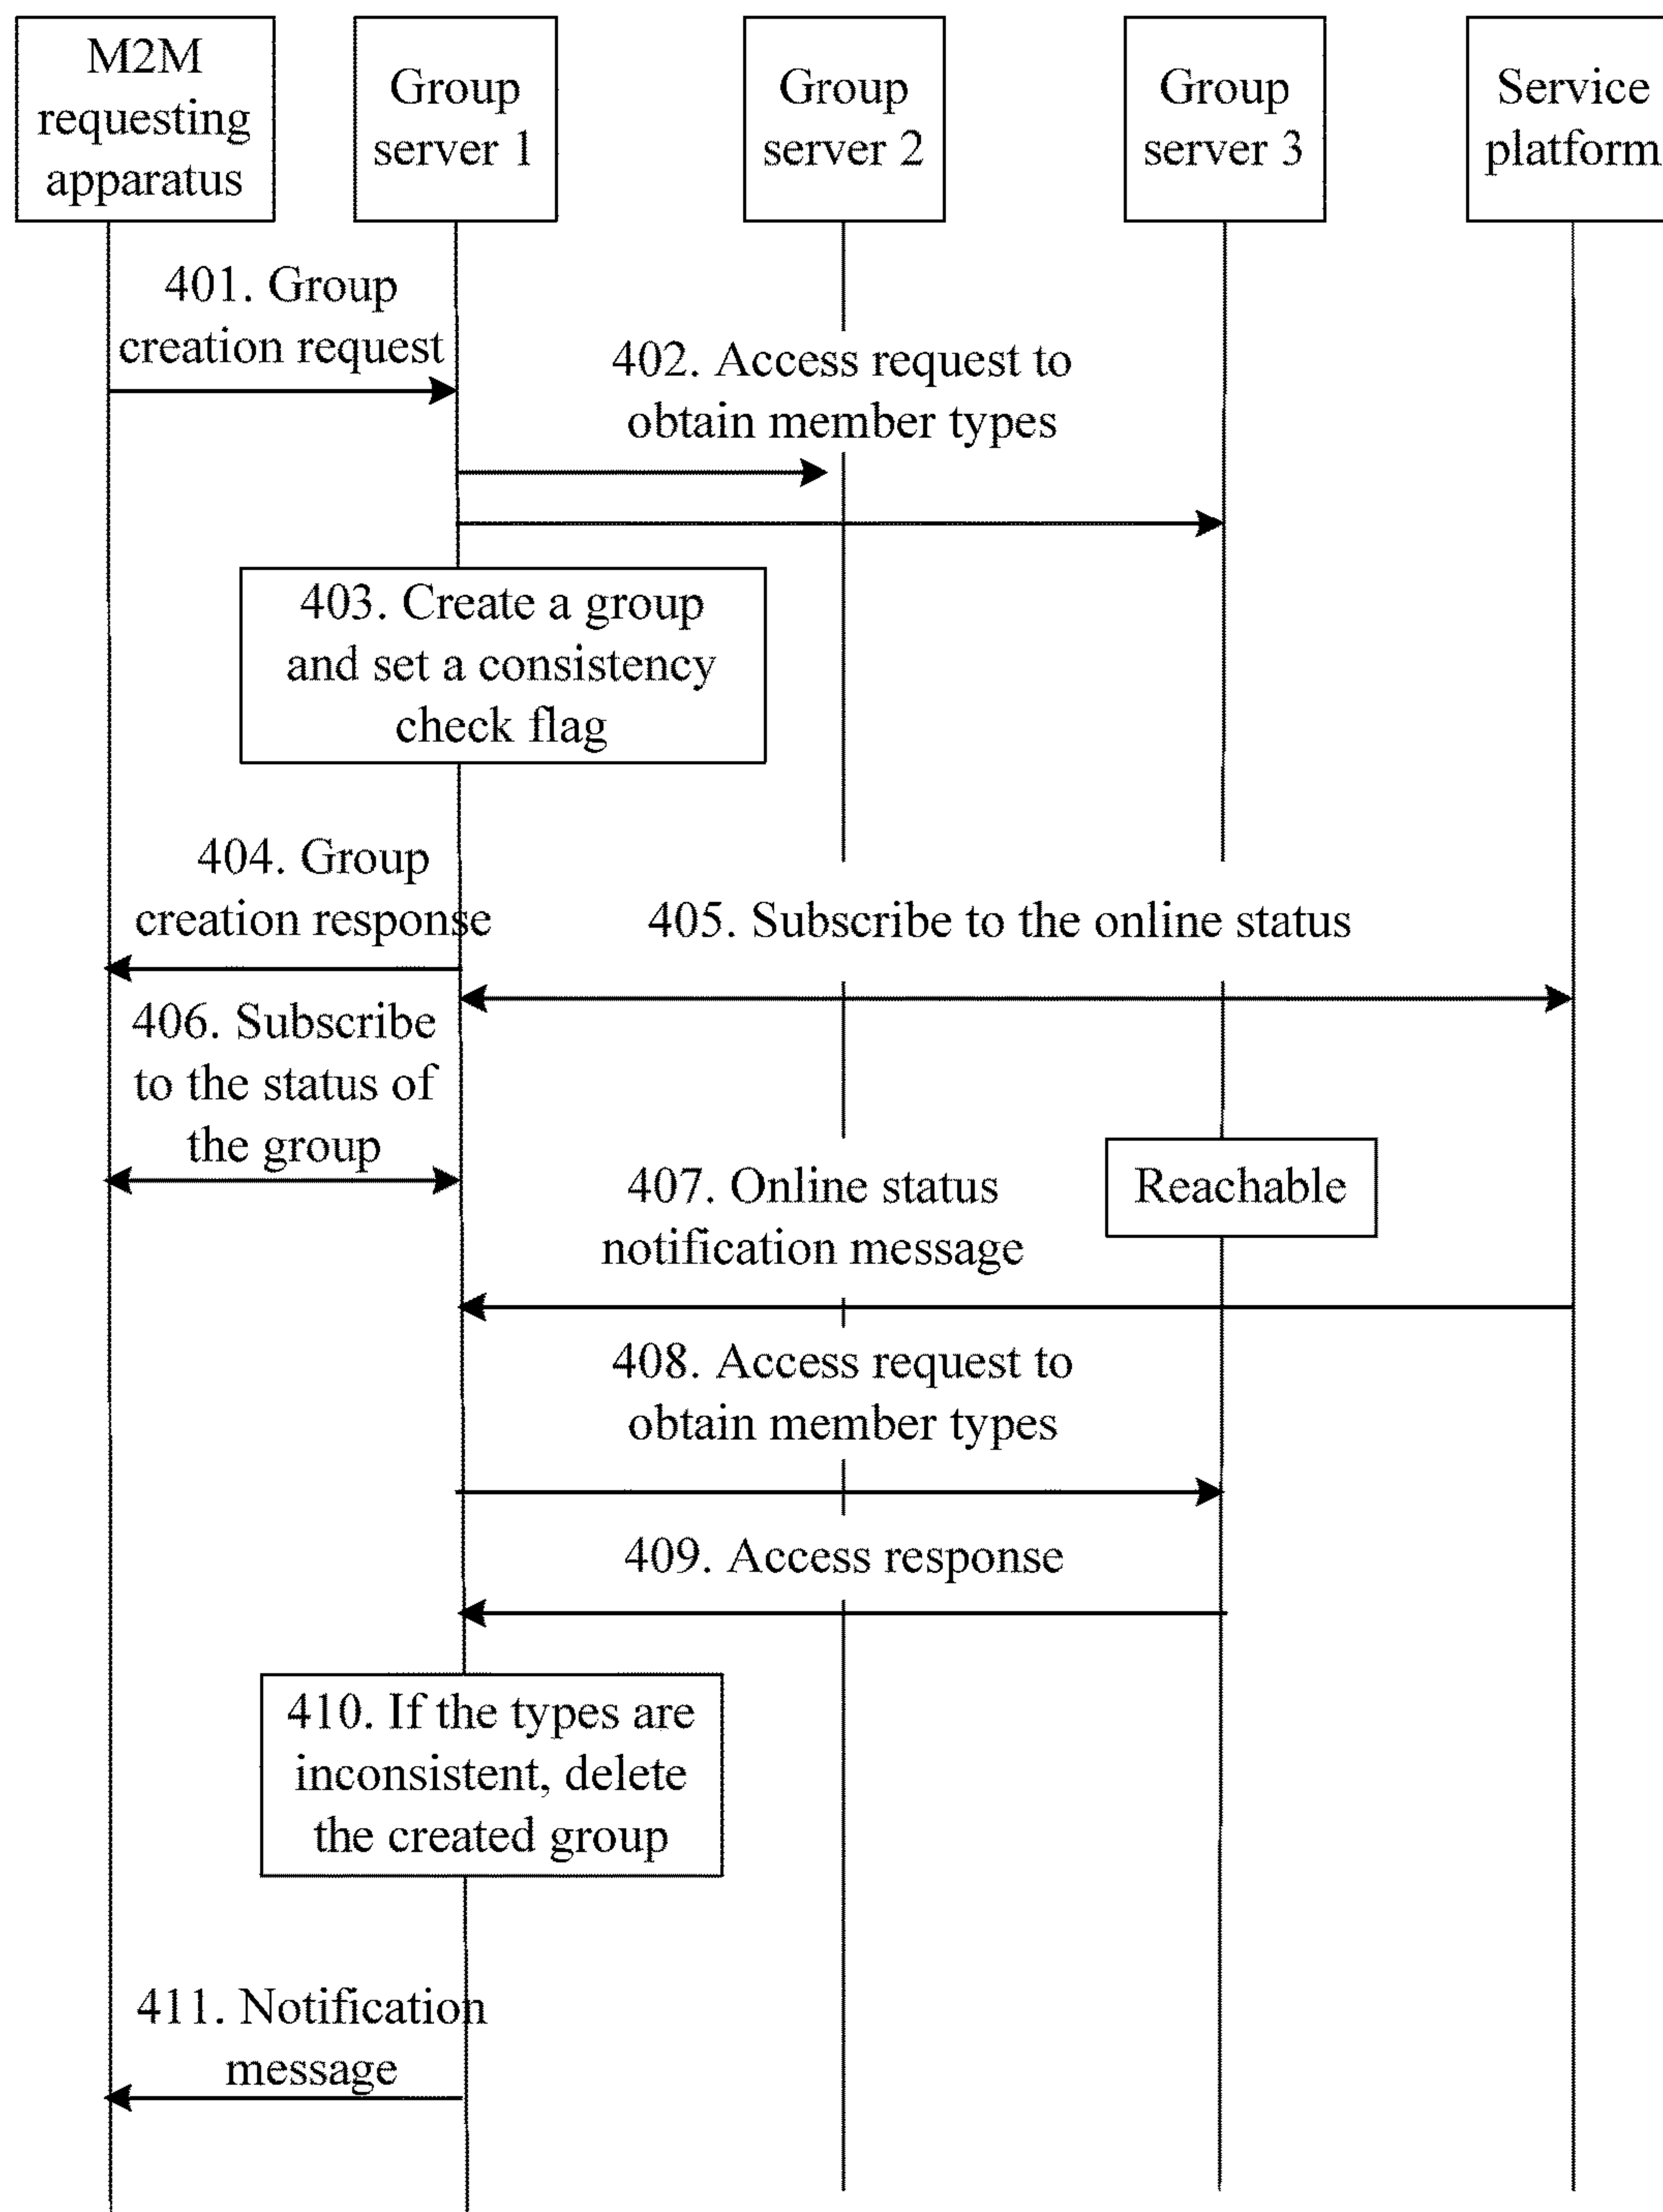 M2M
requesting
apparatus
Group
server 1
Group
server 2
Group
server 3
Service
platform
401. Group
creation request
402. Access request to
obtain member types
403. Create a group
and set a consistency
check flag
404. Group
creation response
405. Subscribe to the online status
406. Subscribe
to the status of
the group
Reachable
407. Online status
notification message
408. Access request to
obtain member types
409. Access response
410. If the types are
inconsistent, delete
the created group
411. Notification
message